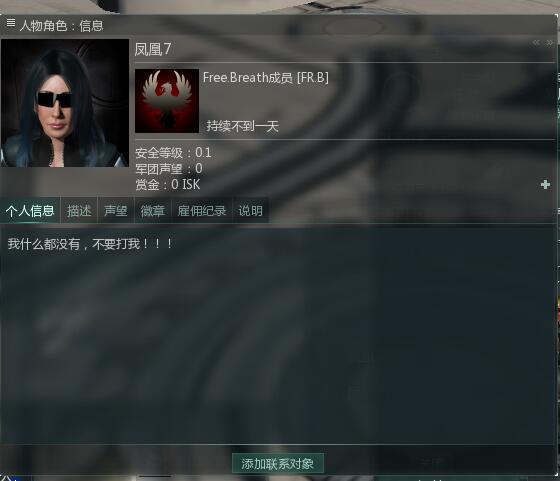 人物角色：信息
凤凰7
Free.Breath成员 [FR.B]
持续不到一天
安全等级：0.1
军团声望：0
赏金：0 ISK
个人信息 描述 声望 徽章 雇佣纪录 说明
我什么都没有，不要打我！！！
添加联系对象